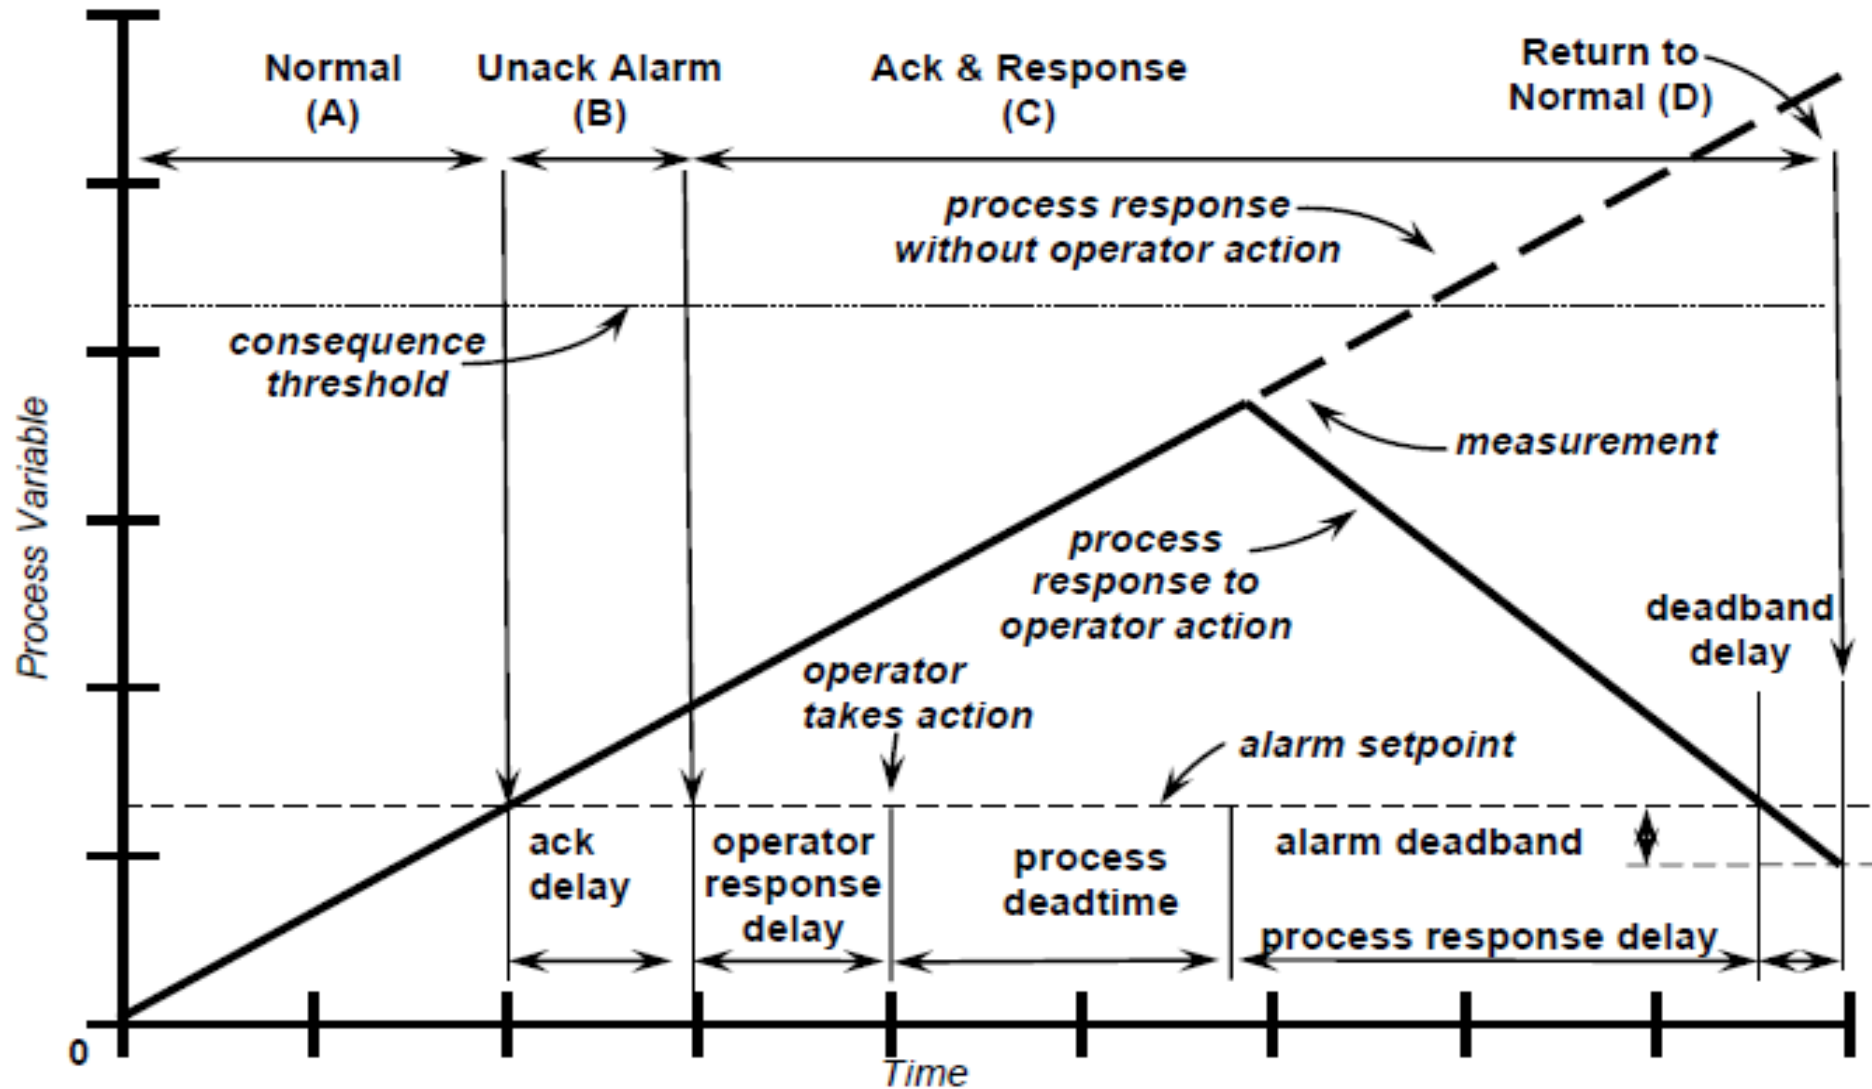 Normal
(A)
Unack Alarm
(B)
Ack & Response
(C)
Return to
Normal (D)
process response
without operator action
consequence
threshold
measurement
Process Variable
process
response to
operator action
deadband
delay
operator
takes action
alarm setpoint
ack
delay
operator
response
delay
process
deadtime
alarm deadband
process response delay
0
Time